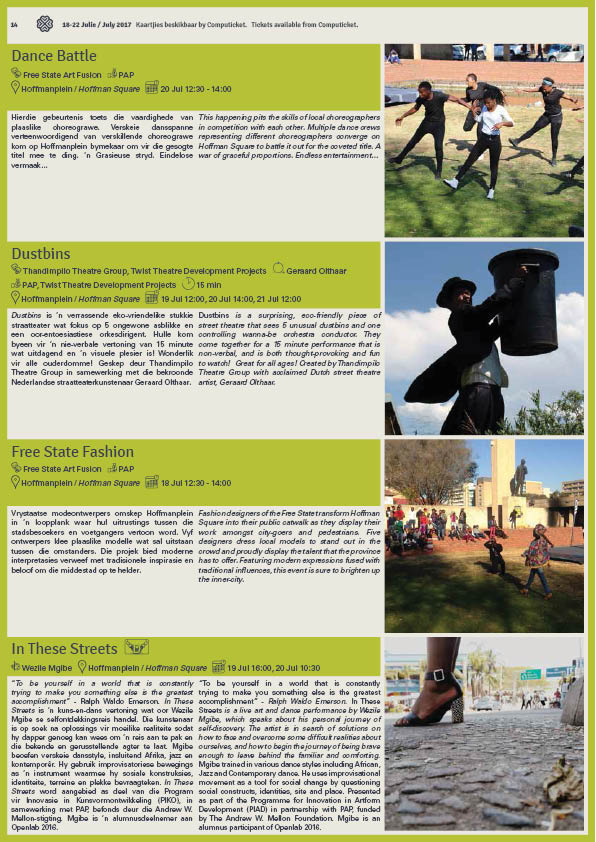 14 18-22 Julie / July 2017 Kaartjies beskikbaar by Computicket. Tickets available from Computicket.
Dance Battle
Free State Art Fusion PAP
Hoffmanplein / Hoffman Square 20 Jul 12:30 - 14:00
Hierdie gebeurtenis toets die vaardighede van
plaaslike choreograwe. Verskeie dansspanne
verteenwoordigend van verskillende choreograwe
kom op Hoffmanplein bymekaar om vir die gesogte
titel mee te ding. 'n Grasieuse stryd. Eindelose
vermaak...
This happening pits the skills of local choreographers
in competition with each other. Multiple dance crews
representing different choreographers converge on
Hoffman Square to battle it out for the coveted title. A
war of graceful proportions. Endless entertainment...
Dustbins
Thandimpilo Theatre Group, Twist Theatre Development Projects Geraard Olthaar
PAP, Twist Theatre Development Projects 15 min
Hoffmanplein / Hoffman Square 19 Jul 12:00, 20 Jul 14:00, 21 Jul 12:00
Dustbins is 'n verrassende eko-vriendelike stukkie
straatteater wat fokus op 5 ongewone asblikke en
een oor-entoesiastiese orkesdirigent. Hulle kom
byeen vir 'n nie-verbale vertoning van 15 minute
wat uitdagend en 'n visuele plesier is! Wonderlik
vir alle ouderdomme! Geskep deur Thandimpilo
Theatre Group in samewerking met die bekroonde
Nederlandse straatteaterkunstenaar Geraard Olthaar.
Dustbins is a surprising, eco-friendly piece of
street theatre that sees 5 unusual dustbins and one
controlling wanna-be orchestra conductor. They
come together for a 15 minute performance that is
non-verbal, and is both thought-provoking and fun
to watch! Great for all ages! Created by Thandimpilo
Theatre Group with acclaimed Dutch street theatre
artist, Geraard Olthaar.
Free State Fashion
Free State Art Fusion PAP
Hoffmanplein / Hoffman Square 18 Jul 12:30 - 14:00
Vrystaatse modeontwerpers omskep Hoffmanplein
in 'n loopplank waar hul uitrustings tussen die
stadsbesoekers en voetgangers vertoon word. Vyf
ontwerpers klee plaaslike modelle wat sal uitstaan
tussen die omstanders. Die projek bied moderne
interpretasies verweef met tradisionele inspirasie en
beloof om die middestad op te helder.
Fashion designers of the Free State transform Hoffman
Square into their public catwalk as they display their
work amongst city-goers and pedestrians. Five
designers dress local models to stand out in the
crowd and proudly display the talent that the province
has to offer. Featuring modern expressions fused with
traditional influences, this event is sure to brighten up
the inner-city.
In These Streets
Wezile Mgibe Hoffmanplein / Hoffman Square 19 Jul 16:00, 20 Jul 10:30
"To be yourself in a world that is constantly
trying to make you something else is the greatest
accomplishment" - Ralph Waldo Emerson. In These
Streets is 'n kuns-en-dans vertoning wat oor Wezile
Mgibe se selfontdekkingsreis handel. Die kunstenaar
is op soek na oplossings vir moeilike realiteite sodat
hy dapper genoeg kan wees om 'n reis aan te pak en
die bekende en gerusstellende agter te laat. Mgibe
beoefen verskeie dansstyle, insluitend Afrika, jazz en
kontemporêr. Hy gebruik improvisatoriese bewegings
as 'n instrument waarmee hy sosiale konstruksies,
identiteite, terreine en plekke bevraagteken. In These
Streets word aangebied as deel van die Program
vir Innovasie in Kunsvormontwikkeling (PIKO), in
samewerking met PAP, befonds deur die Andrew W.
Mellon-stigting. Mgibe is 'n alumnusdeelnemer aan
Openlab 2016.
"To be yourself in a world that is constantly
trying to make you something else is the greatest
accomplishment" - Ralph Waldo Emerson. In These
Streets is a live art and dance performance by Wezile
Mgibe, which speaks about his personal journey of
self-discovery. The artist is in search of solutions on
how to face and overcome some difficult realities about
ourselves, and how to begin the journey of being brave
enough to leave behind the familiar and comforting.
Mgibe trained in various dance styles including African,
Jazz and Contemporary dance. He uses improvisational
movement as a tool for social change by questioning
social constructs, identities, site and place. Presented
as part of the Programme for Innovation in Artform
Development (PIAD) in partnership with PAP, funded
by The Andrew W. Mellon Foundation. Mgibe is an
alumnus participant of Openlab 2016.